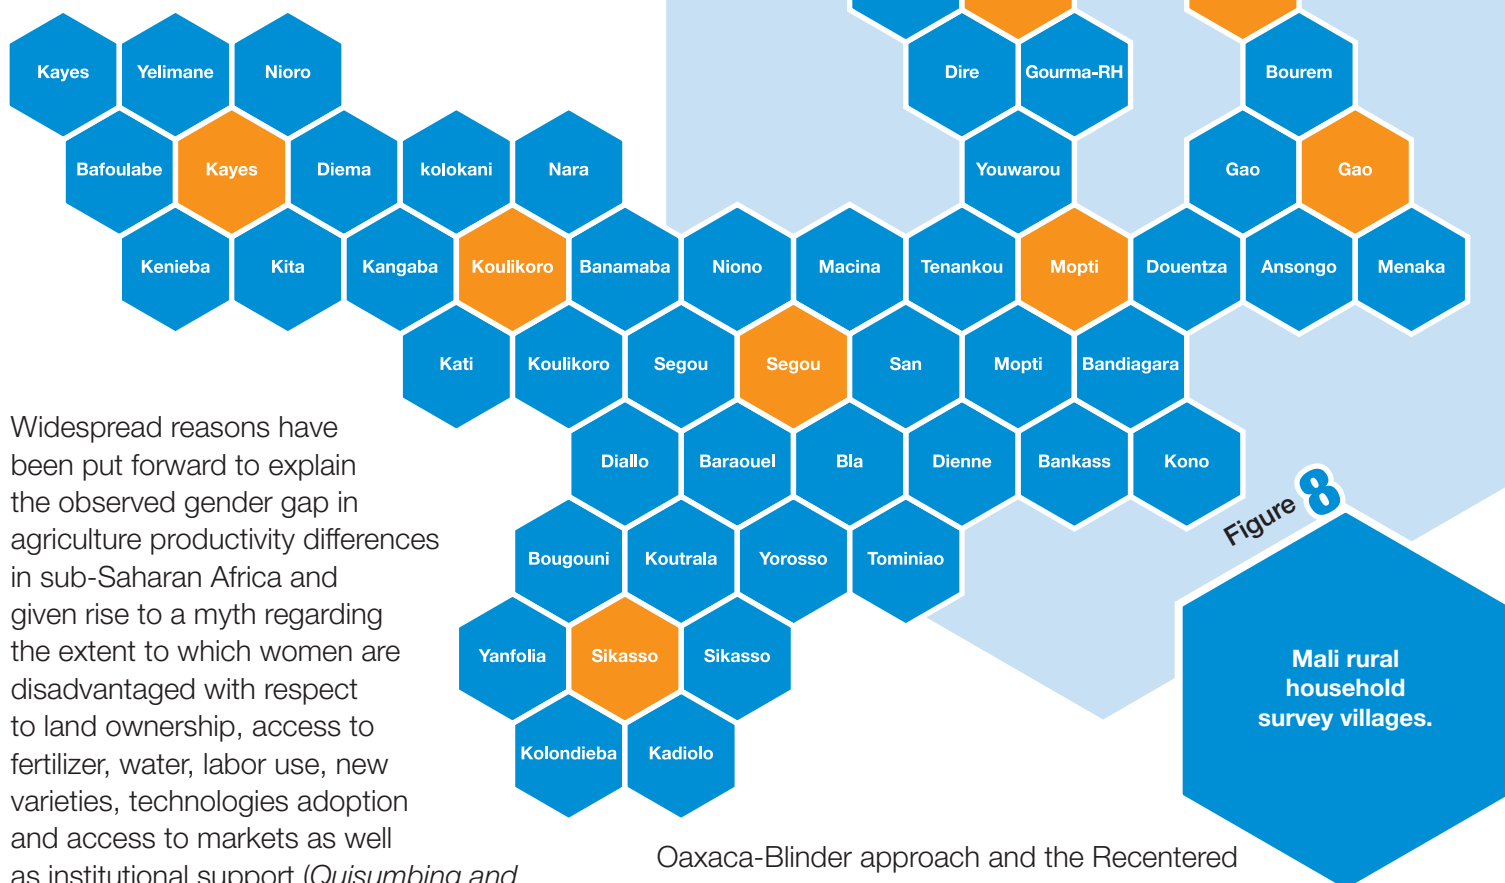 Dire
Gourma-RH
Bourem
Kayes
Yelimane
Nioro
Bafoulabe
Kayes
Diema
kolokani
Nara
Youwarou
Gao
Gao
Kenieba
Kita
Kangaba
Koulikoro
Banamaba
Niono
Macina
Tenankou
Mopti
Douentza
Ansongo
Menaka
Kati
Koulikoro
Segou
Segou
San
Mopti
Bandiagara
Diallo
Baraouel
Bla
Dienne
Bankass
Kono
Bougouni
Koutrala
Yorosso
Tominiao
Yanfolia
Sikasso
Sikasso
Kolondieba
Kadiolo
Figure 8
Mali rural
household
survey villages.
Widespread reasons have
been put forward to explain
the observed gender gap in
agriculture productivity differences
in sub-Saharan Africa and
given rise to a myth regarding
the extent to which women are
disadvantaged with respect
to land ownership, access to
fertilizer, water, labor use, new
varieties, technologies adoption
and access to markets as well
as institutional support (Quisumbing and
Oaxaca-Blinder approach and the Recentered